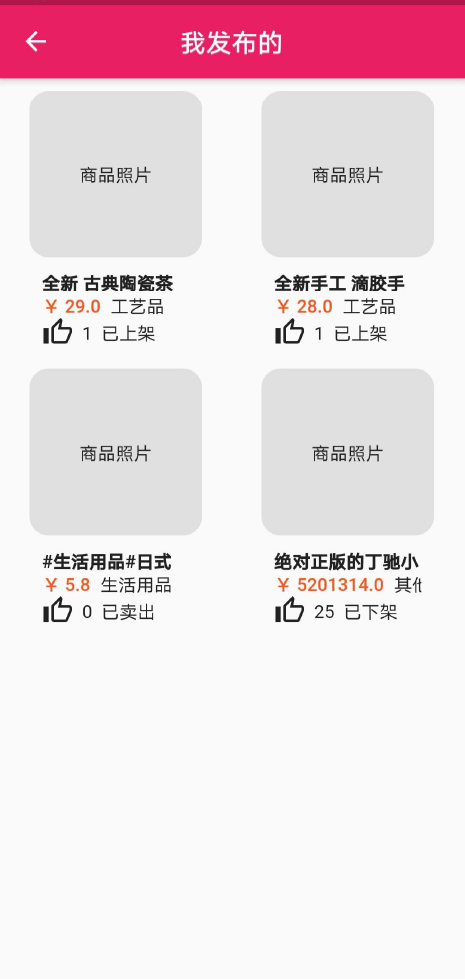 我发布的
商品照片
商品照片
全新 古典陶瓷茶
全新手工 滴胶手
￥ 29.0 工艺品
￥ 28.0 工艺品
1 已上架
1 已上架
商品照片
商品照片
#生活用品#日式
绝对正版的丁驰小
￥ 5.8 生活用品
￥ 5201314.0 其他
0 已卖出
25 已下架